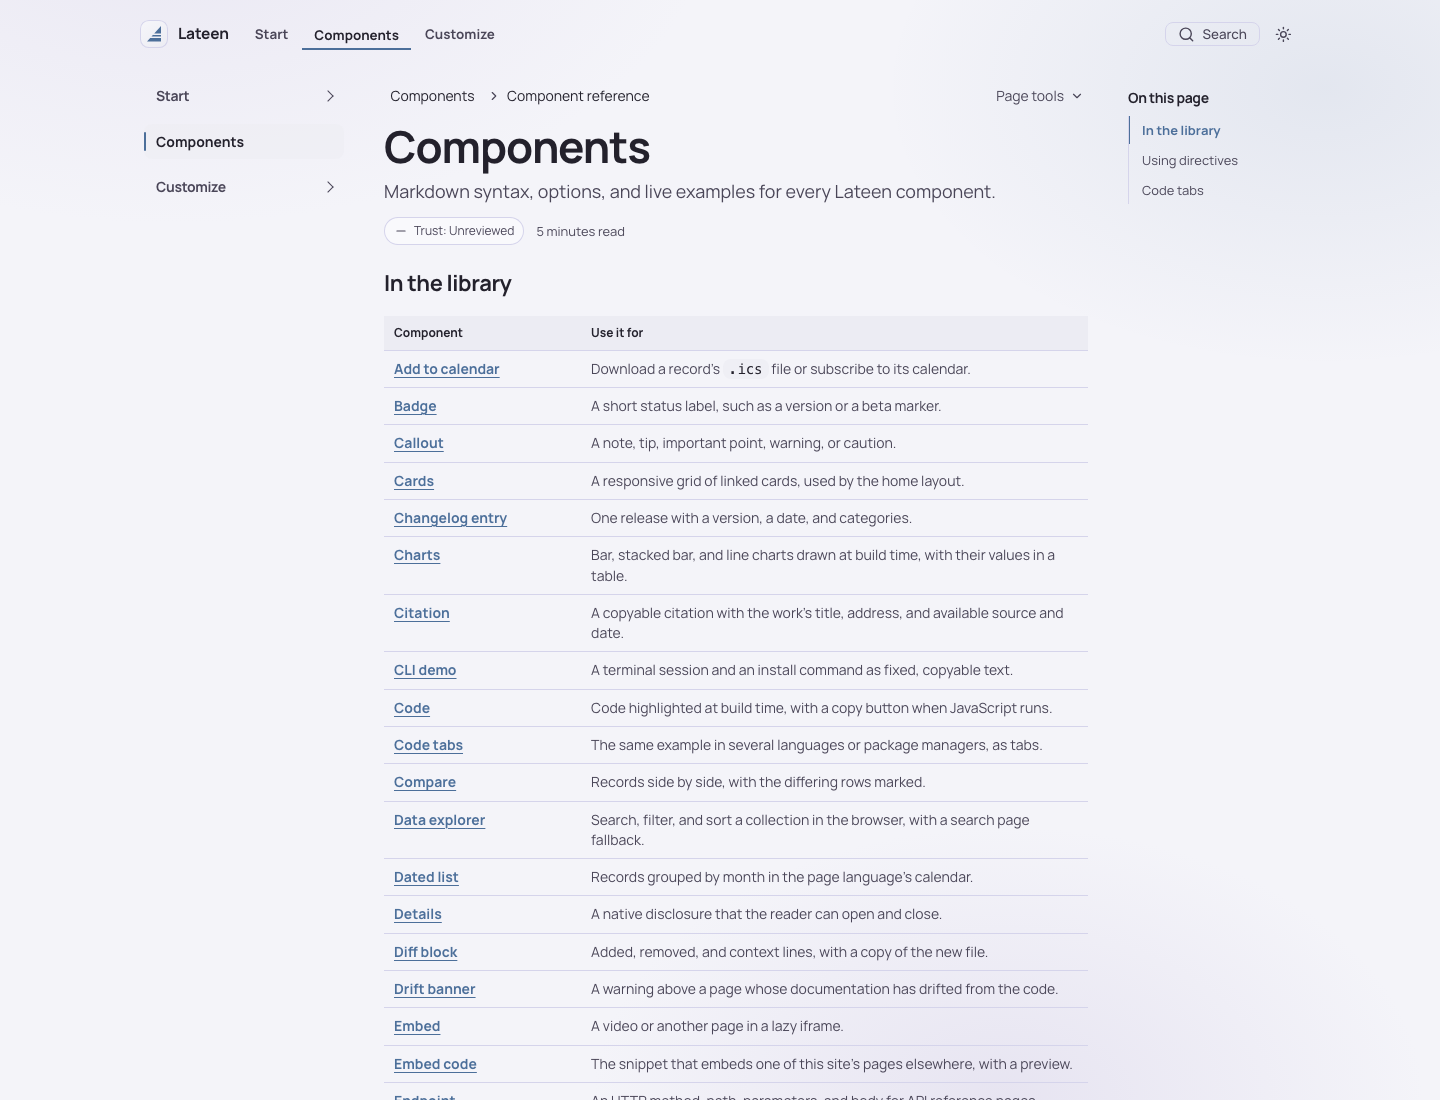 Lateen
Start
Components
Customize
Search
Start
Components
Customize
Components > Component reference
Page tools
Components
Markdown syntax, options, and live examples for every Lateen component.
Trust: Unreviewed
5 minutes read
In the library
Component Use it for
Add to calendar Download a record’s .ics file or subscribe to its calendar.
Badge A short status label, such as a version or a beta marker.
Callout A note, tip, important point, warning, or caution.
Cards A responsive grid of linked cards, used by the home layout.
Changelog entry One release with a version, a date, and categories.
Charts Bar, stacked bar, and line charts drawn at build time, with their values in a
table.
Citation A copyable citation with the work’s title, address, and available source and
date.
CLI demo A terminal session and an install command as fixed, copyable text.
Code Code highlighted at build time, with a copy button when JavaScript runs.
Code tabs The same example in several languages or package managers, as tabs.
Compare Records side by side, with the differing rows marked.
Data explorer Search, filter, and sort a collection in the browser, with a search page
fallback.
Dated list Records grouped by month in the page language’s calendar.
Details A native disclosure that the reader can open and close.
Diff block Added, removed, and context lines, with a copy of the new file.
Drift banner A warning above a page whose documentation has drifted from the code.
Embed A video or another page in a lazy iframe.
Embed code The snippet that embeds one of this site’s pages elsewhere, with a preview.
Endpoint An HTTP method, path, parameters, and body for API reference pages.
On this page
In the library
Using directives
Code tabs